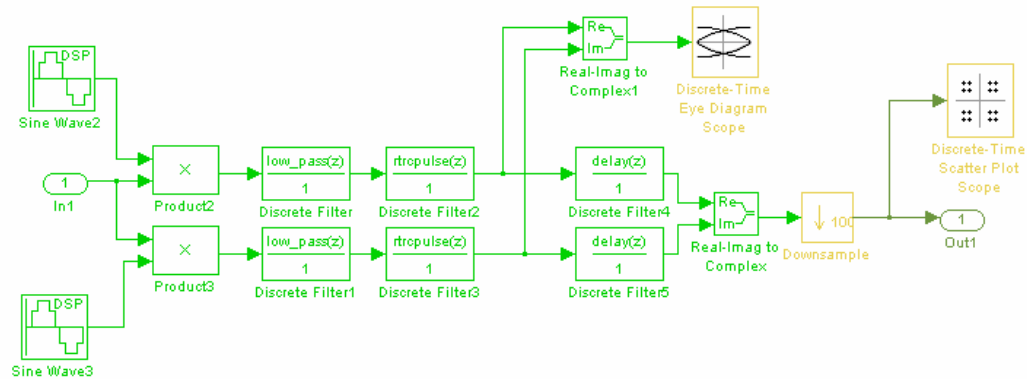 DSP
Sine Wave2
1
In1
×
Product2
low_pass(z)
1
Discrete Filter
rtrcpulse(z)
1
Discrete Filter2
Re
Im
Real-Imag to
Complex1
Discrete-Time
Eye Diagram
Scope
delay(z)
1
Discrete Filter4
×
Product3
low_pass(z)
1
Discrete Filter1
rtrcpulse(z)
1
Discrete Filter3
delay(z)
1
Discrete Filter5
Re
Im
Real-Imag to
Complex
↓ 100
Downsample
Discrete-Time
Scatter Plot
Scope
1
Out1
DSP
Sine Wave3